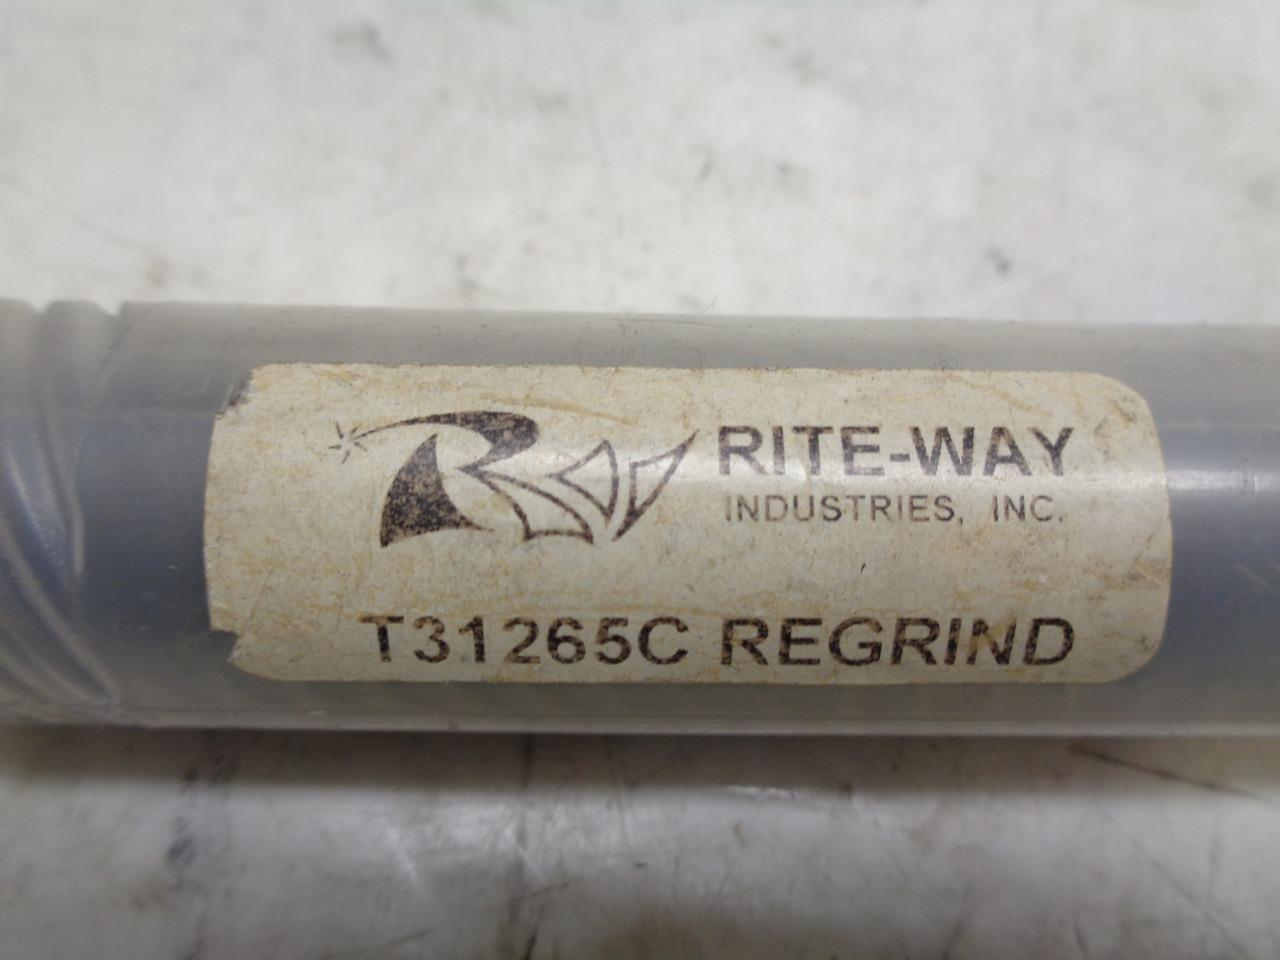 RITE-WAY
INDUSTRIES, INC.
T31265C REGRIND